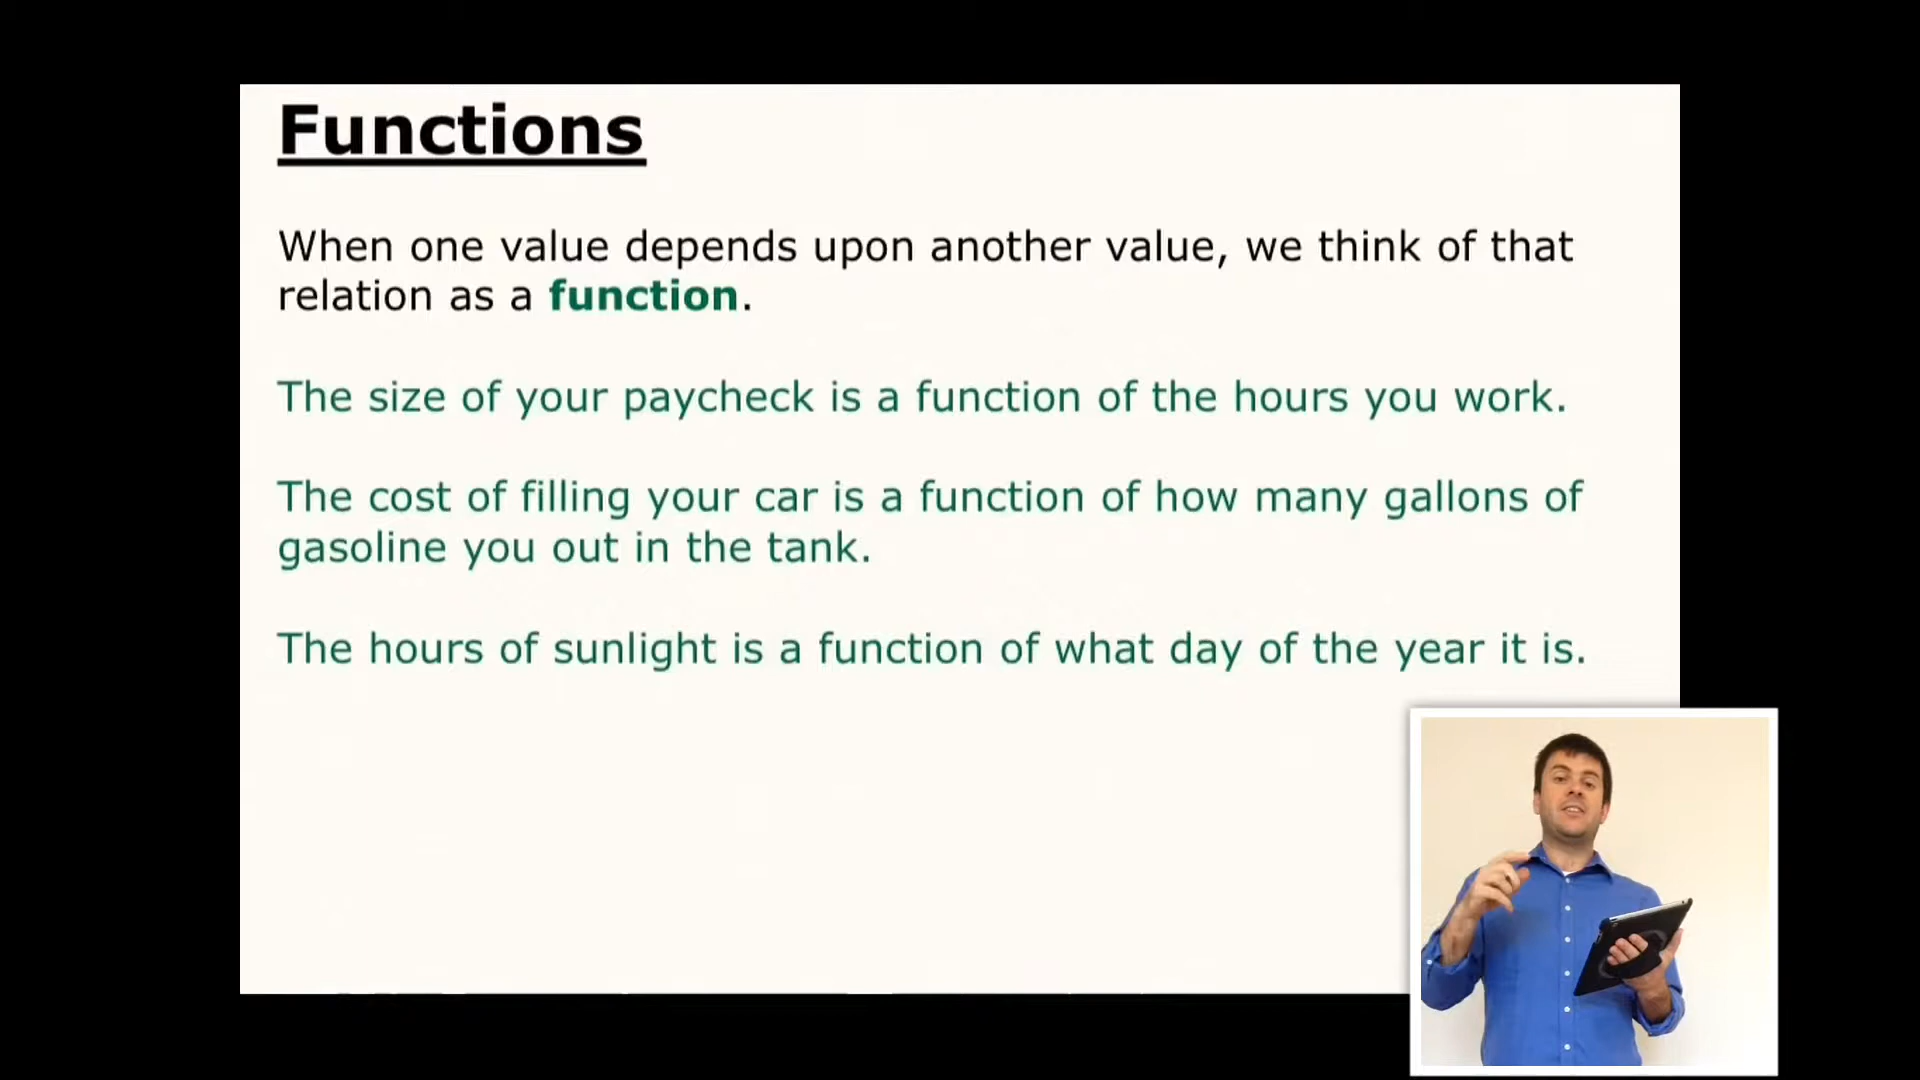 Functions
When one value depends upon another value, we think of that
relation as a function.
The size of your paycheck is a function of the hours you work.
The cost of filling your car is a function of how many gallons of
gasoline you out in the tank.
The hours of sunlight is a function of what day of the year it is.